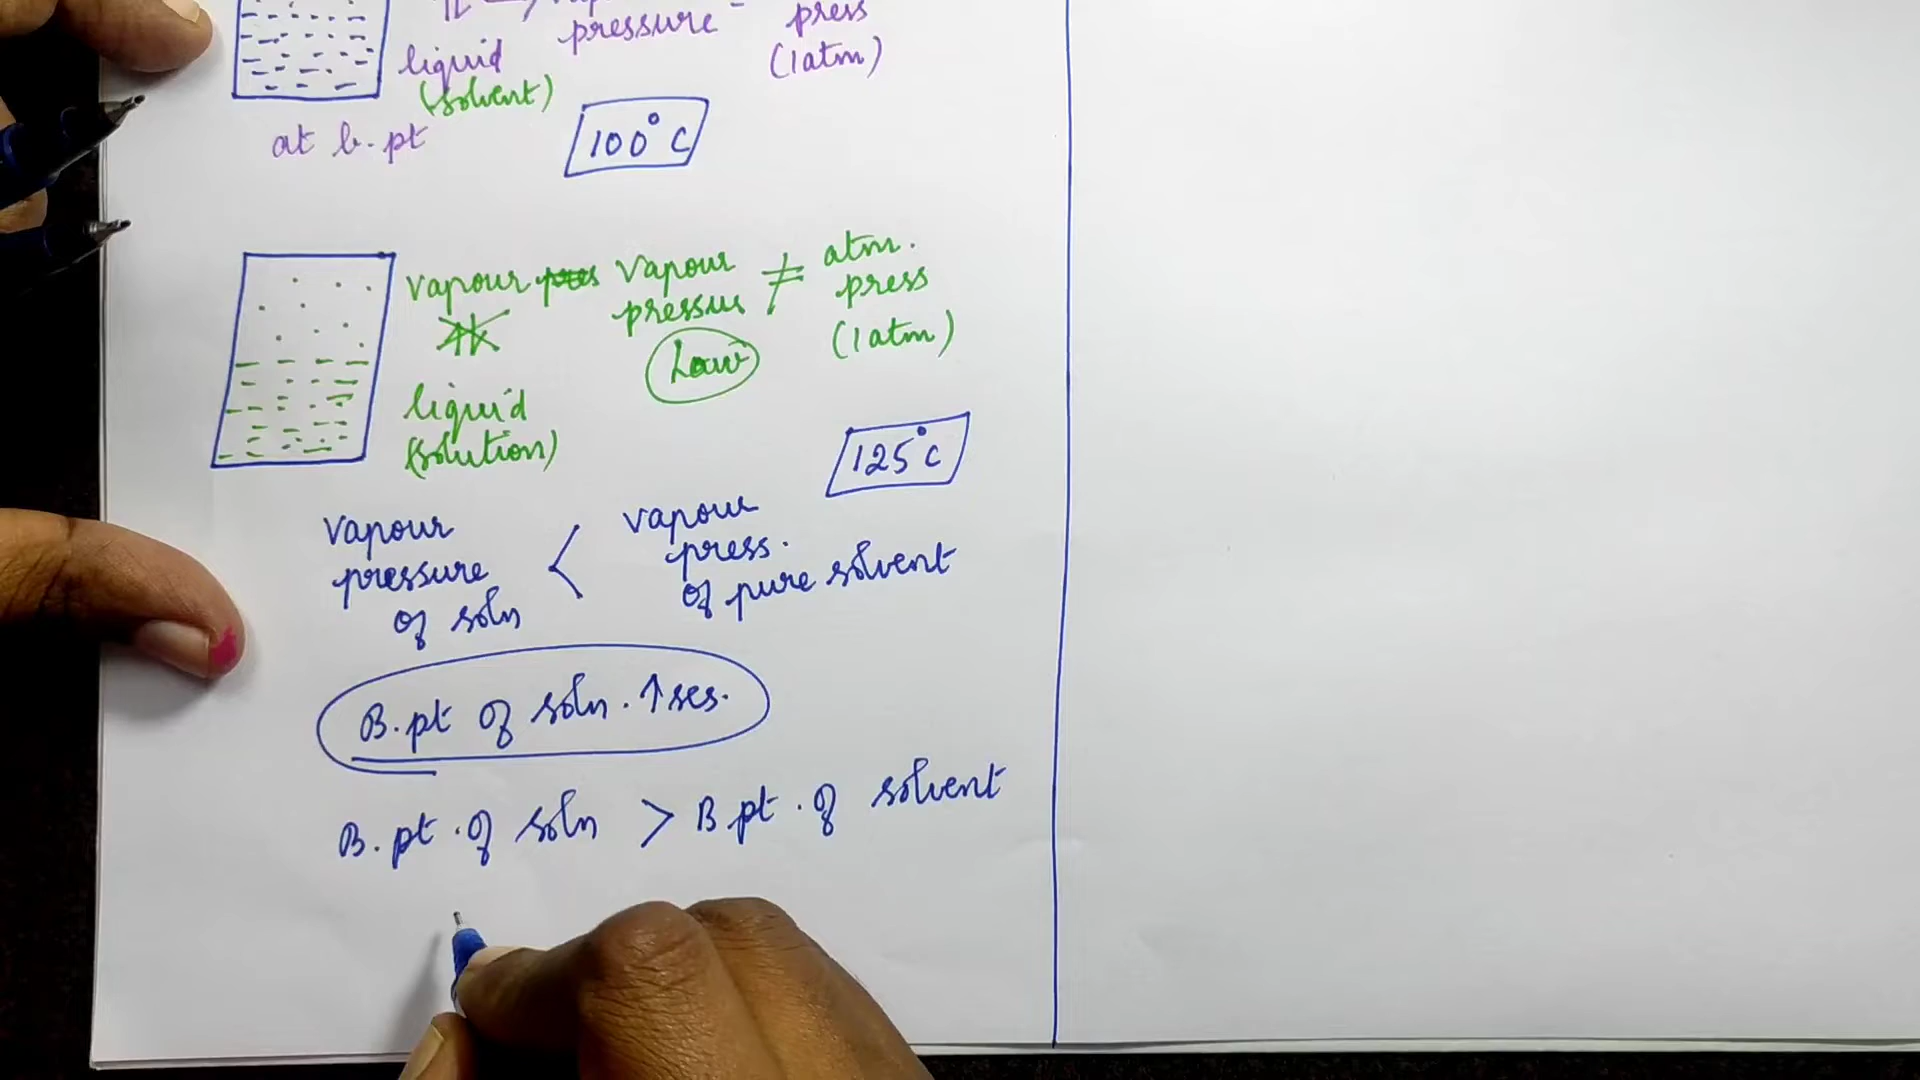 pressure
press
liquid
(1atm)
(solvent)
at b.pt
100°C
vapour vapour ≠ atm.
pressure press
Low (1atm)
liquid
(solution)
125°C
vapour < vapour
pressure press.
of soln of pure solvent
B.pt of soln. ↑ses.
B.pt.of soln > B.pt.of solvent